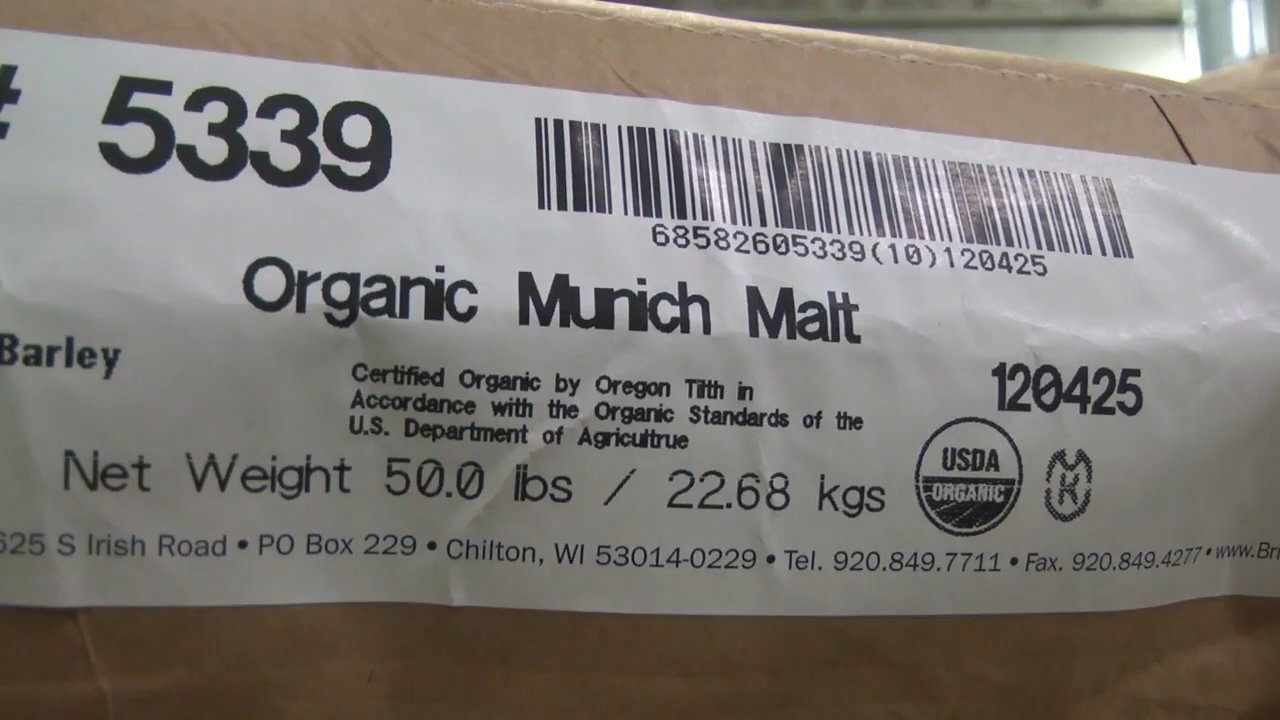 # 5339
68582605339(10)120425
Organic Munich Malt
Barley
120425
Certified Organic by Oregon Tilth in
Accordance with the Organic Standards of the
U.S. Department of Agricultrue
USDA
ORGANIC
K
Net Weight 50.0 lbs / 22.68 kgs
625 S Irish Road • PO Box 229 • Chilton, WI 53014-0229 • Tel. 920.849.7711 • Fax. 920.849.4277 • www.Bri